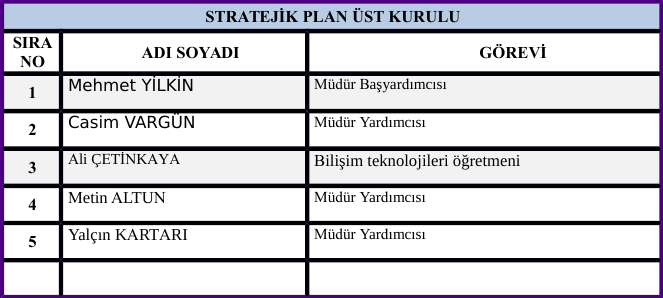 STRATEJİK PLAN ÜST KURULU
SIRA NO ADI SOYADI GÖREVİ
1 Mehmet YİLKİN Müdür Başyardımcısı
2 Casim VARGÜN Müdür Yardımcısı
3 Ali ÇETİNKAYA Bilişim teknolojileri öğretmeni
4 Metin ALTUN Müdür Yardımcısı
5 Yalçın KARTARI Müdür Yardımcısı